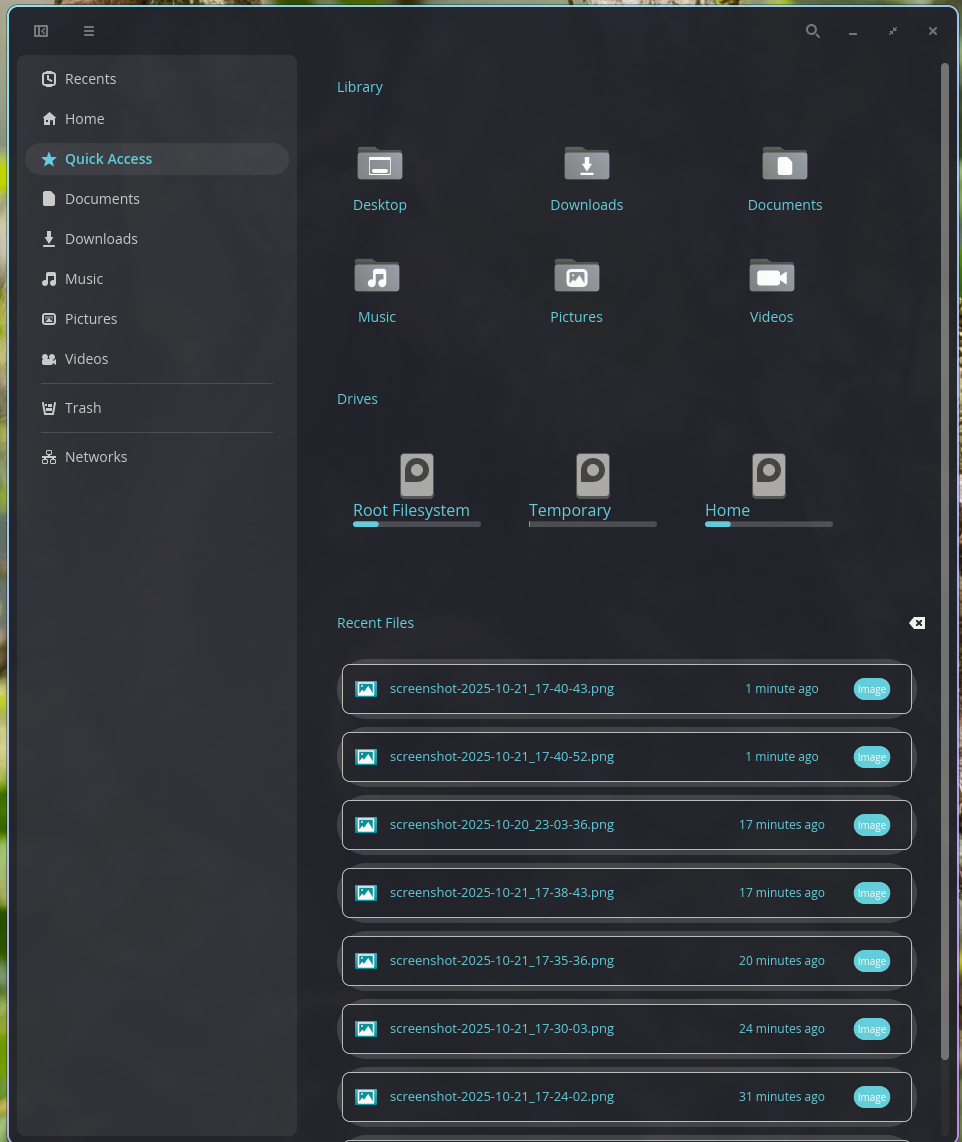 Recents
Home
Quick Access
Documents
Downloads
Music
Pictures
Videos
Trash
Networks
Library
Desktop
Downloads
Documents
Music
Pictures
Videos
Drives
Root Filesystem
Temporary
Home
Recent Files
screenshot-2025-10-21_17-40-43.png 1 minute ago Image
screenshot-2025-10-21_17-40-52.png 1 minute ago Image
screenshot-2025-10-20_23-03-36.png 17 minutes ago Image
screenshot-2025-10-21_17-38-43.png 17 minutes ago Image
screenshot-2025-10-21_17-35-36.png 20 minutes ago Image
screenshot-2025-10-21_17-30-03.png 24 minutes ago Image
screenshot-2025-10-21_17-24-02.png 31 minutes ago Image